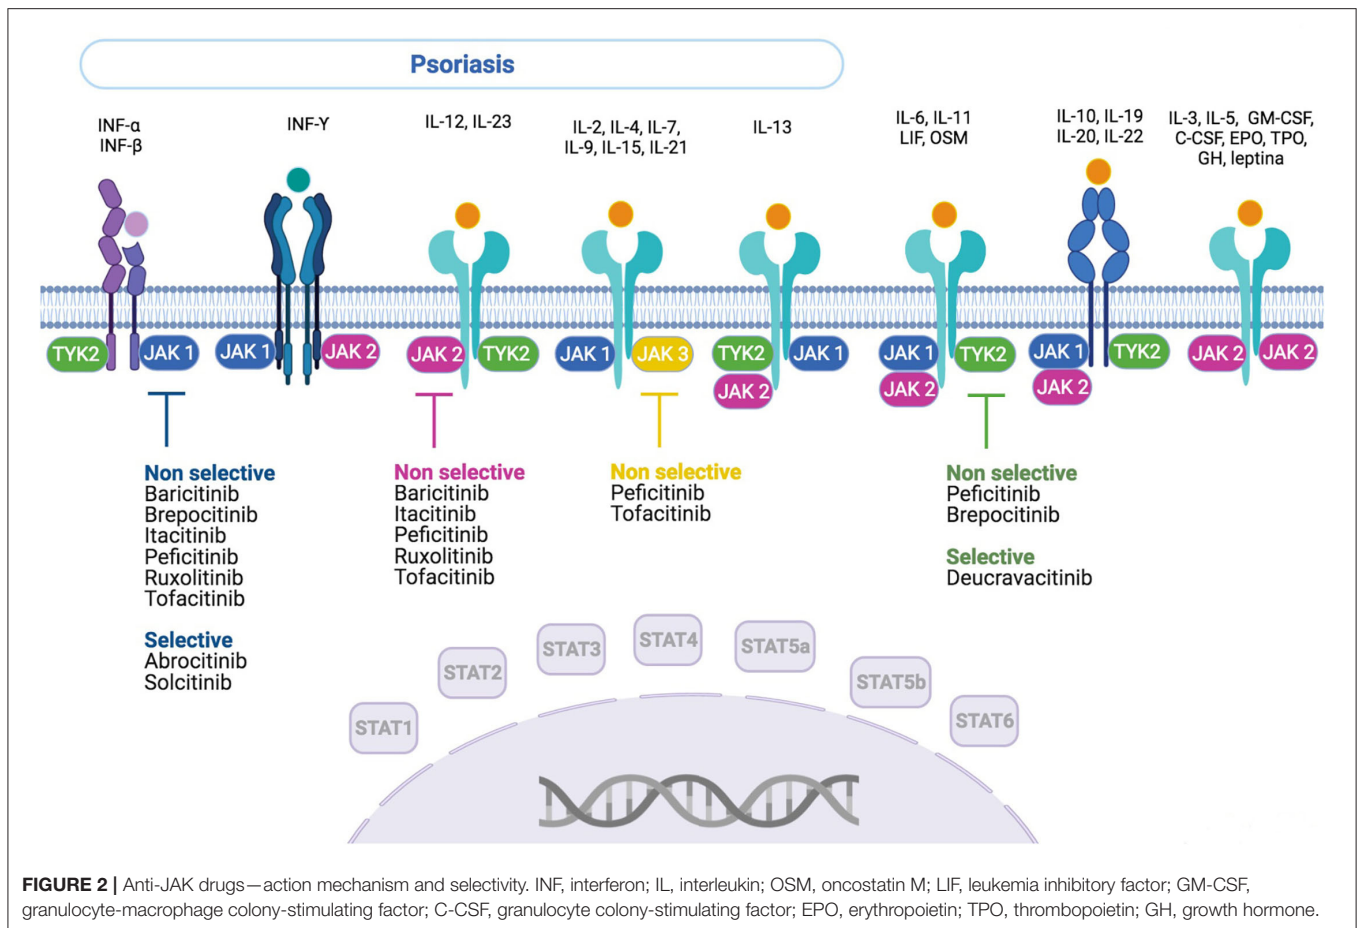 Psoriasis
INF-α
INF-β
INF-Y
IL-12, IL-23
IL-2, IL-4, IL-7,
IL-9, IL-15, IL-21
IL-13
IL-6, IL-11
LIF, OSM
IL-10, IL-19
IL-20, IL-22
IL-3, IL-5, GM-CSF,
C-CSF, EPO, TPO,
GH, leptina
TYK2
JAK 1
JAK 1
JAK 2
JAK 2
TYK2
JAK 1
JAK 3
TYK2
JAK 2
JAK 1
JAK 1
JAK 2
TYK2
JAK 1
JAK 2
TYK2
JAK 2
JAK 2
Non selective
Baricitinib
Brepocitinib
Itacitinib
Peficitinib
Ruxolitinib
Tofacitinib
Selective
Abrocitinib
Solcitinib
Non selective
Baricitinib
Itacitinib
Peficitinib
Ruxolitinib
Tofacitinib
Non selective
Peficitinib
Tofacitinib
Non selective
Peficitinib
Brepocitinib
Selective
Deucravacitinib
STAT1
STAT2
STAT3
STAT4
STAT5a
STAT5b
STAT6
FIGURE 2 | Anti-JAK drugs—action mechanism and selectivity. INF, interferon; IL, interleukin; OSM, oncostatin M; LIF, leukemia inhibitory factor; GM-CSF,
granulocyte-macrophage colony-stimulating factor; C-CSF, granulocyte colony-stimulating factor; EPO, erythropoietin; TPO, thrombopoietin; GH, growth hormone.